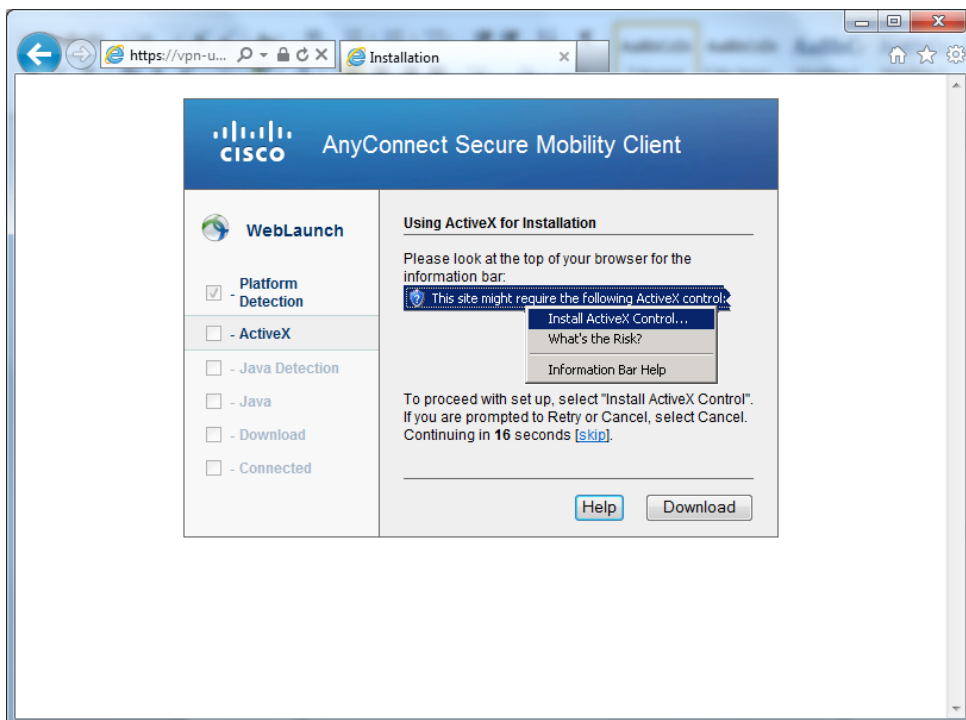 https://vpn-u...
Installation
CISCO
AnyConnect Secure Mobility Client
WebLaunch
- Platform
Detection
- ActiveX
- Java Detection
- Java
- Download
- Connected
Using ActiveX for Installation
Please look at the top of your browser for the
information bar:
This site might require the following ActiveX control:
Install ActiveX Control...
What's the Risk?
Information Bar Help
To proceed with set up, select "Install ActiveX Control".
If you are prompted to Retry or Cancel, select Cancel.
Continuing in 16 seconds [skip].
Help
Download